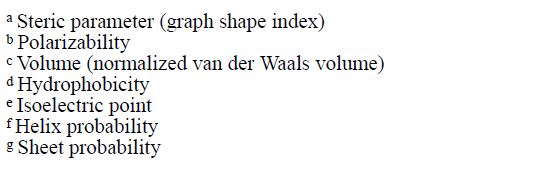 a Steric parameter (graph shape index)
b Polarizability
c Volume (normalized van der Waals volume)
d Hydrophobicity
e Isoelectric point
f Helix probability
g Sheet probability